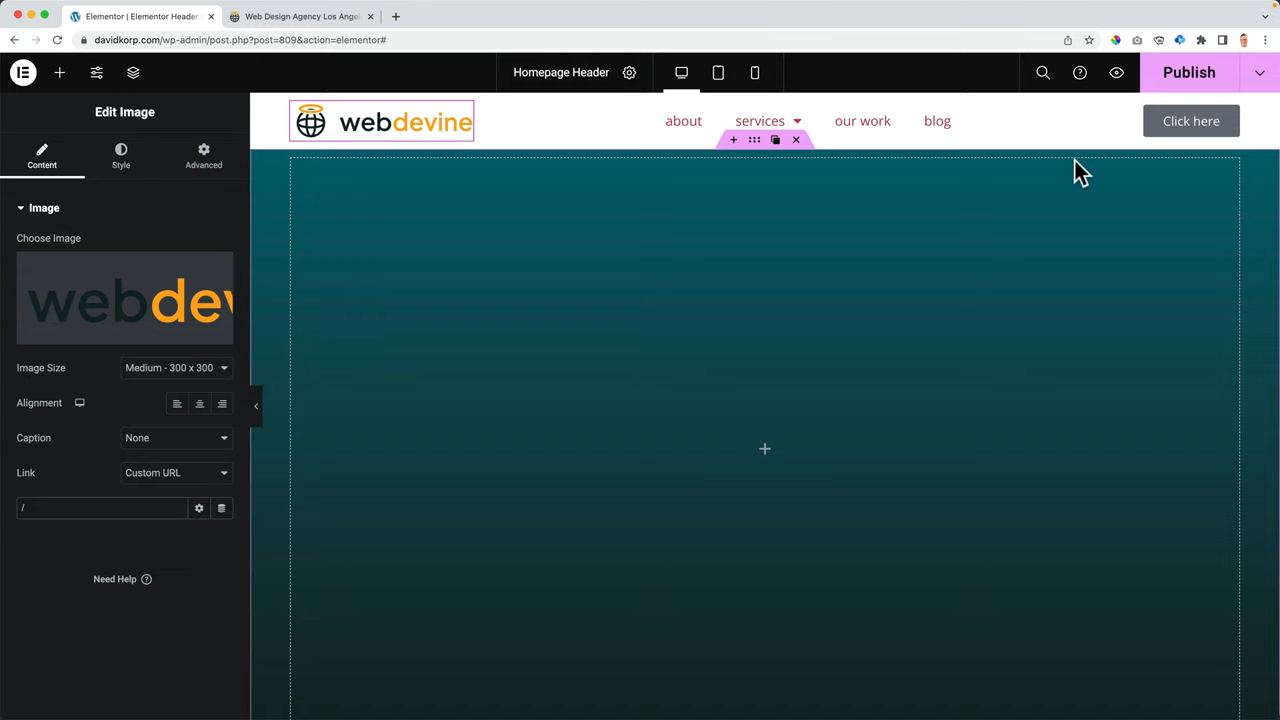 Elementor | Elementor Header
Web Design Agency Los Angel
davidkorp.com/wp-admin/post.php?post=809&action=elementor#
Homepage Header
Publish
Edit Image
Content
Style
Advanced
webdevine
about
services
our work
blog
Click here
Image
Choose Image
webdev
Image Size
Medium - 300 x 300
Alignment
Caption
None
Link
Custom URL
/
Need Help